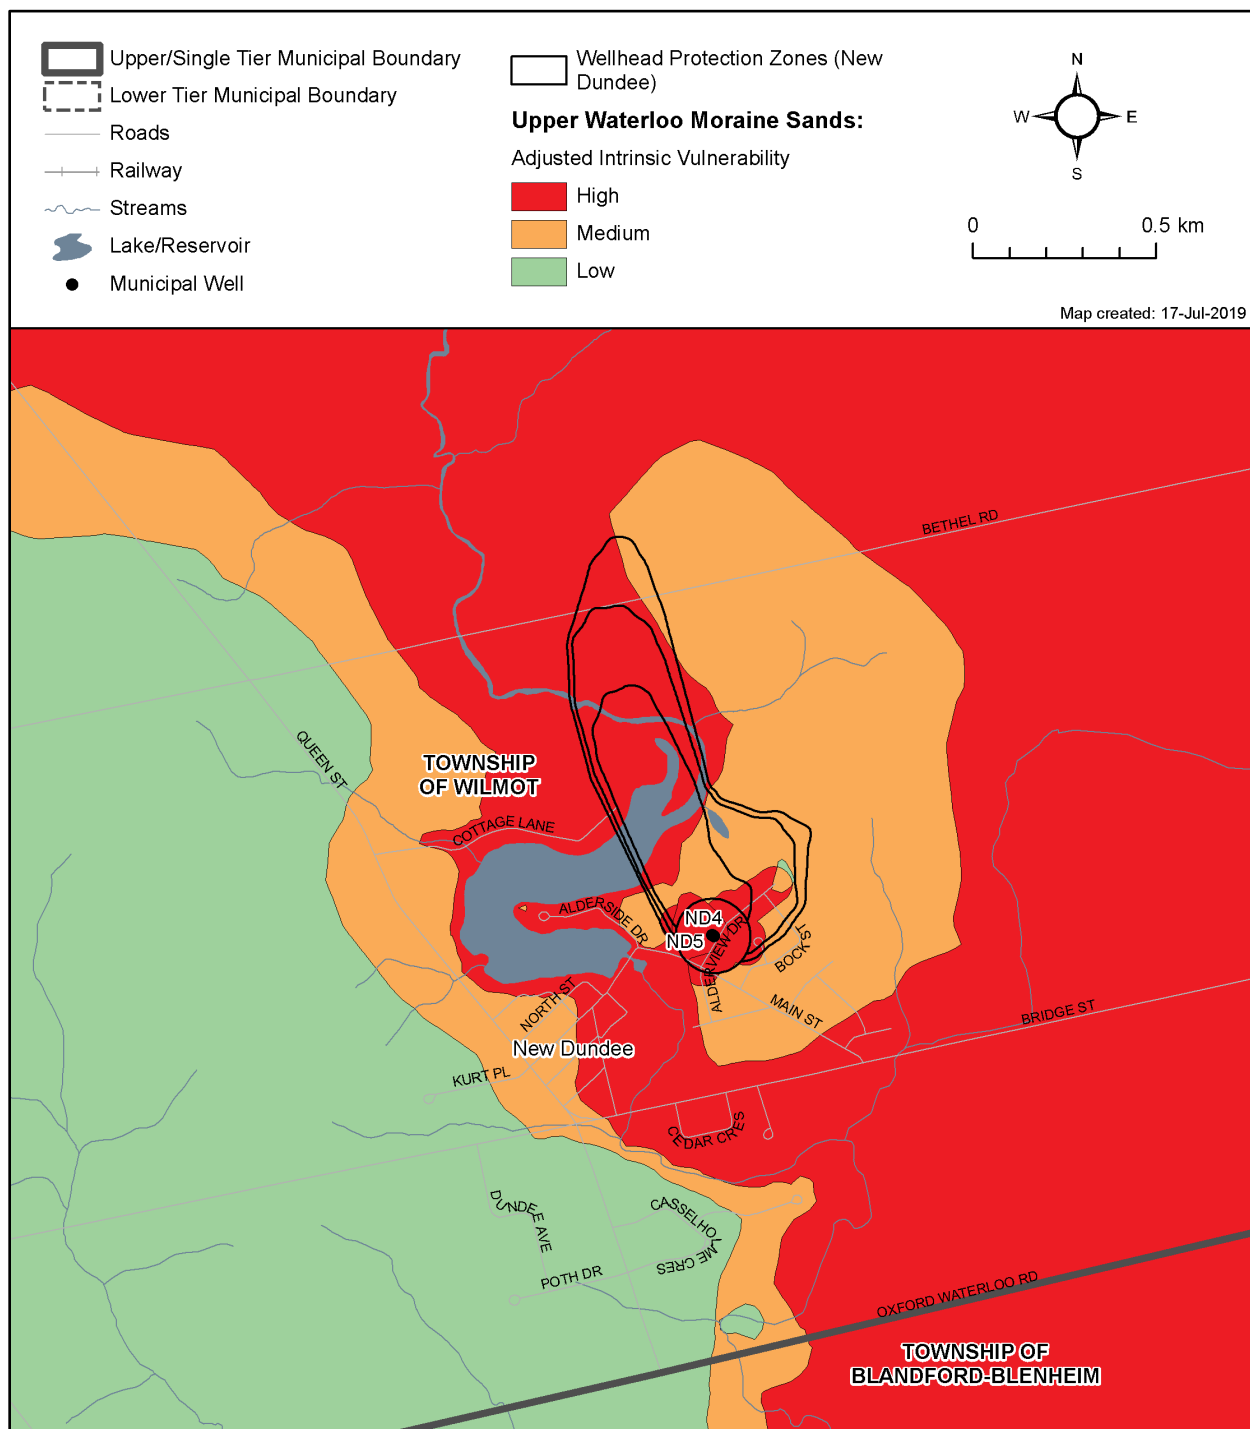 Upper/Single Tier Municipal Boundary
Lower Tier Municipal Boundary
Roads
Railway
Streams
Lake/Reservoir
Municipal Well
Wellhead Protection Zones (New
Dundee)
Upper Waterloo Moraine Sands:
Adjusted Intrinsic Vulnerability
High
Medium
Low
N
W
E
S
0
0.5 km
Map created: 17-Jul-2019
BETHEL RD
QUEEN ST
TOWNSHIP
OF WILMOT
COTTAGE LANE
ALDERSIDE DR
ND4
ND5
ALDERVIEW DR
BOCK ST
NORTH ST
MAIN ST
BRIDGE ST
New Dundee
KURT PL
CEDAR CRES
DUNDEE AVE
CASSELHOLME CRES
POTH DR
OXFORD WATERLOO RD
TOWNSHIP OF
BLANDFORD-BLENHEIM